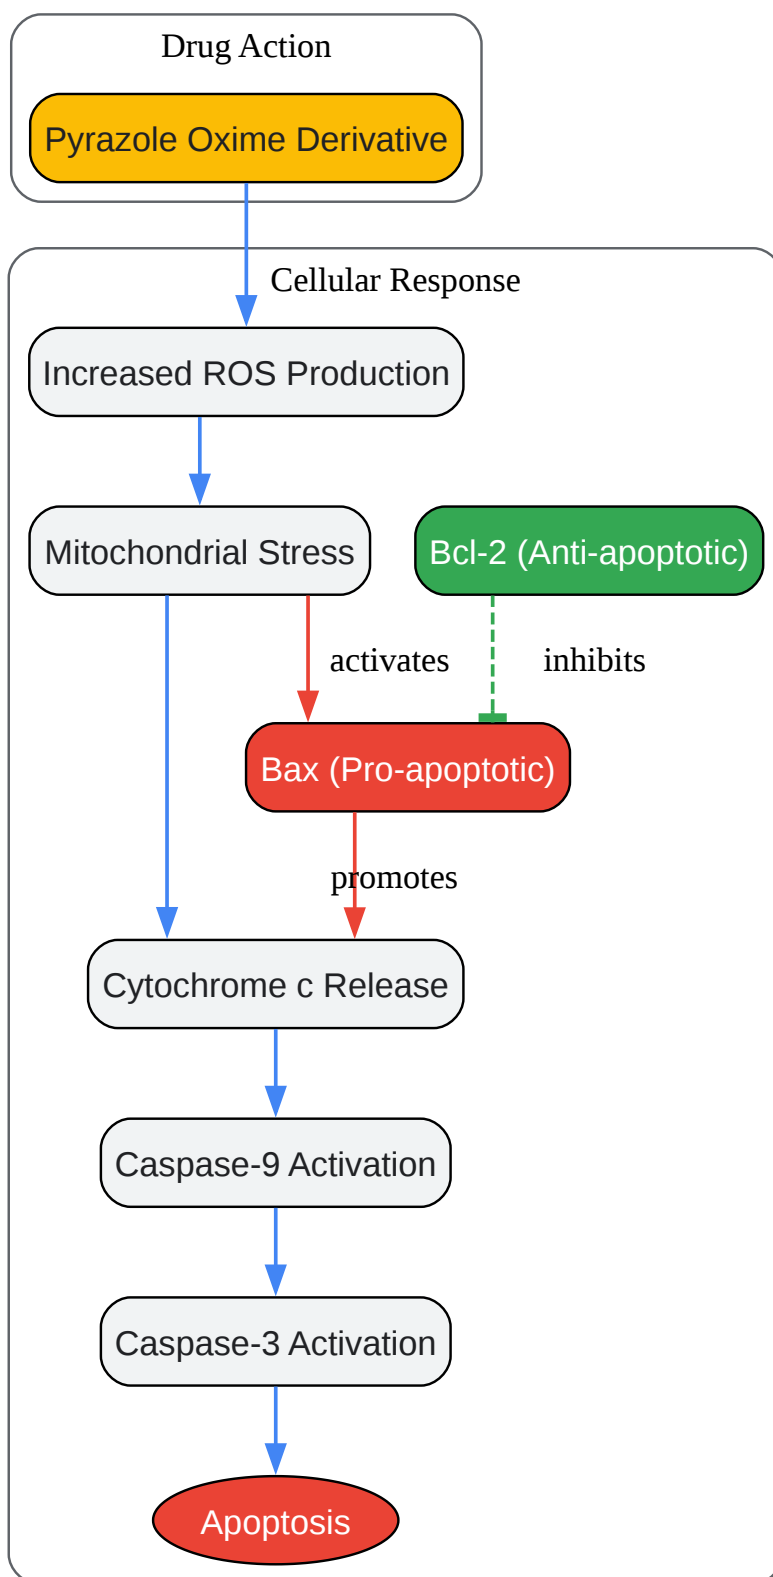 Drug Action
Pyrazole Oxime Derivative
Cellular Response
Increased ROS Production
Mitochondrial Stress
Bcl-2 (Anti-apoptotic)
activates
inhibits
Bax (Pro-apoptotic)
promotes
Cytochrome c Release
Caspase-9 Activation
Caspase-3 Activation
Apoptosis